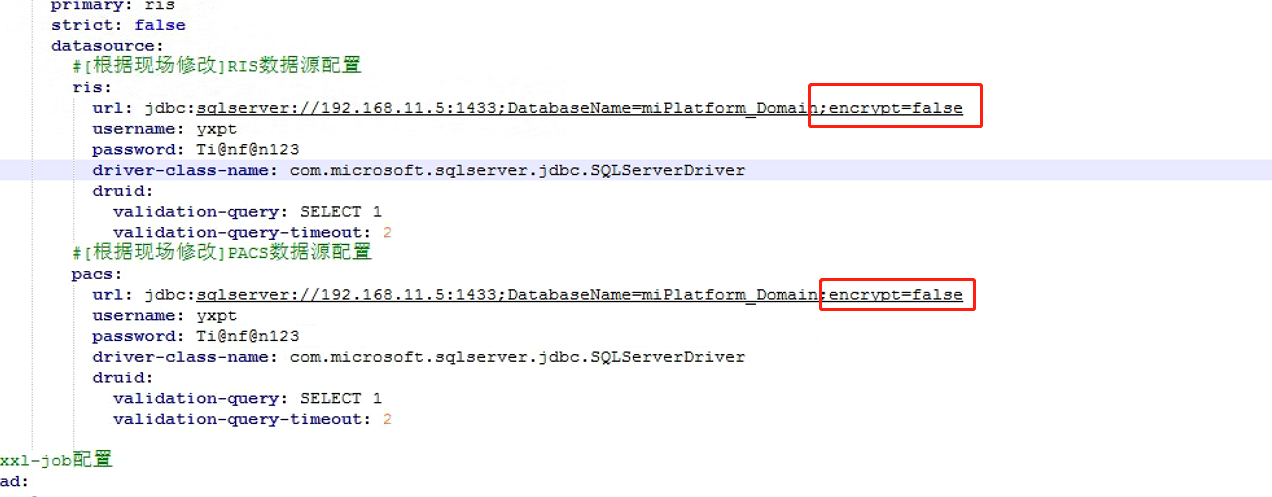 primary: ris
strict: false
datasource:
#[根据现场修改]RIS数据源配置
ris:
url: jdbc:sqlserver://192.168.11.5:1433;DatabaseName=miPlatform_Domain;encrypt=false
username: yxpt
password: Ti@nf@n123
driver-class-name: com.microsoft.sqlserver.jdbc.SQLServerDriver
druid:
validation-query: SELECT 1
validation-query-timeout: 2
#[根据现场修改]PACS数据源配置
pacs:
url: jdbc:sqlserver://192.168.11.5:1433;DatabaseName=miPlatform_Domain;encrypt=false
username: yxpt
password: Ti@nf@n123
driver-class-name: com.microsoft.sqlserver.jdbc.SQLServerDriver
druid:
validation-query: SELECT 1
validation-query-timeout: 2
xxl-job配置
ad: